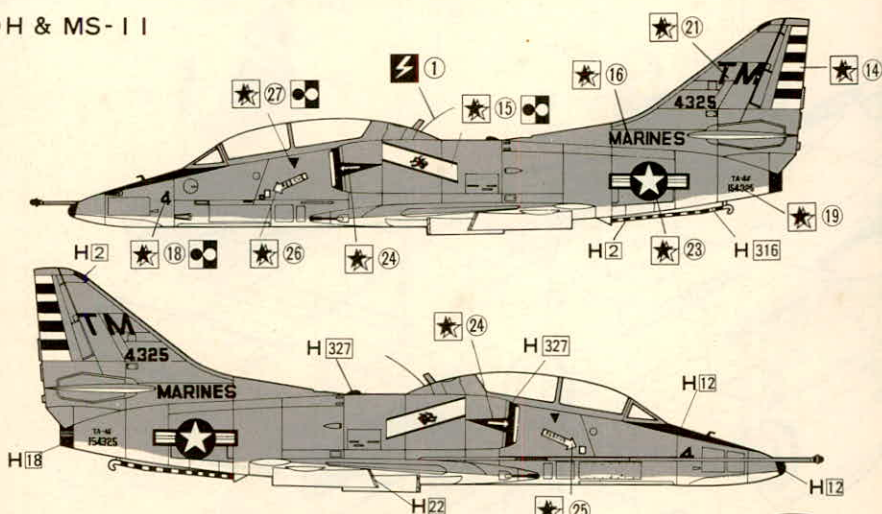 H & MS-11
21
16
14
TM
1
27
15
4325
MARINES
4
TA-4F
154325
19
18
26
24
H2
23
H316
H2
TM
24
H327
H327
4325
H12
MARINES
TA-4F
154325
4
H18
H22
H12
25